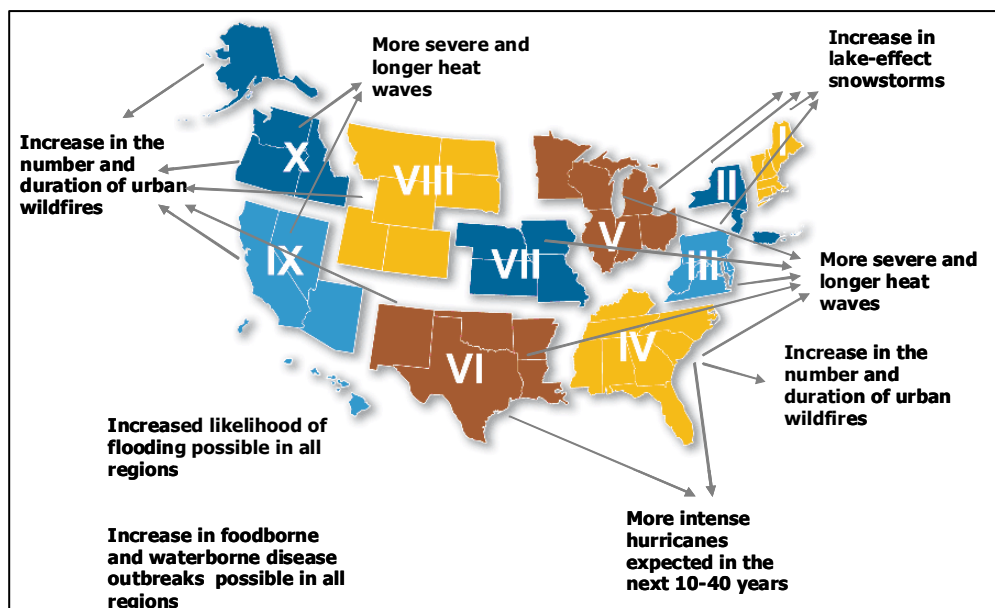 More severe and
longer heat
waves
Increase in
lake-effect
snowstorms
Increase in the
number and
duration of urban
wildfires
X
VIII
I
II
V
IX
VII
III
More severe and
longer heat
waves
VI
IV
Increase in the
number and
duration of urban
wildfires
Increased likelihood of
flooding possible in all
regions
More intense
hurricanes
expected in the
next 10-40 years
Increase in foodborne
and waterborne disease
outbreaks possible in all
regions